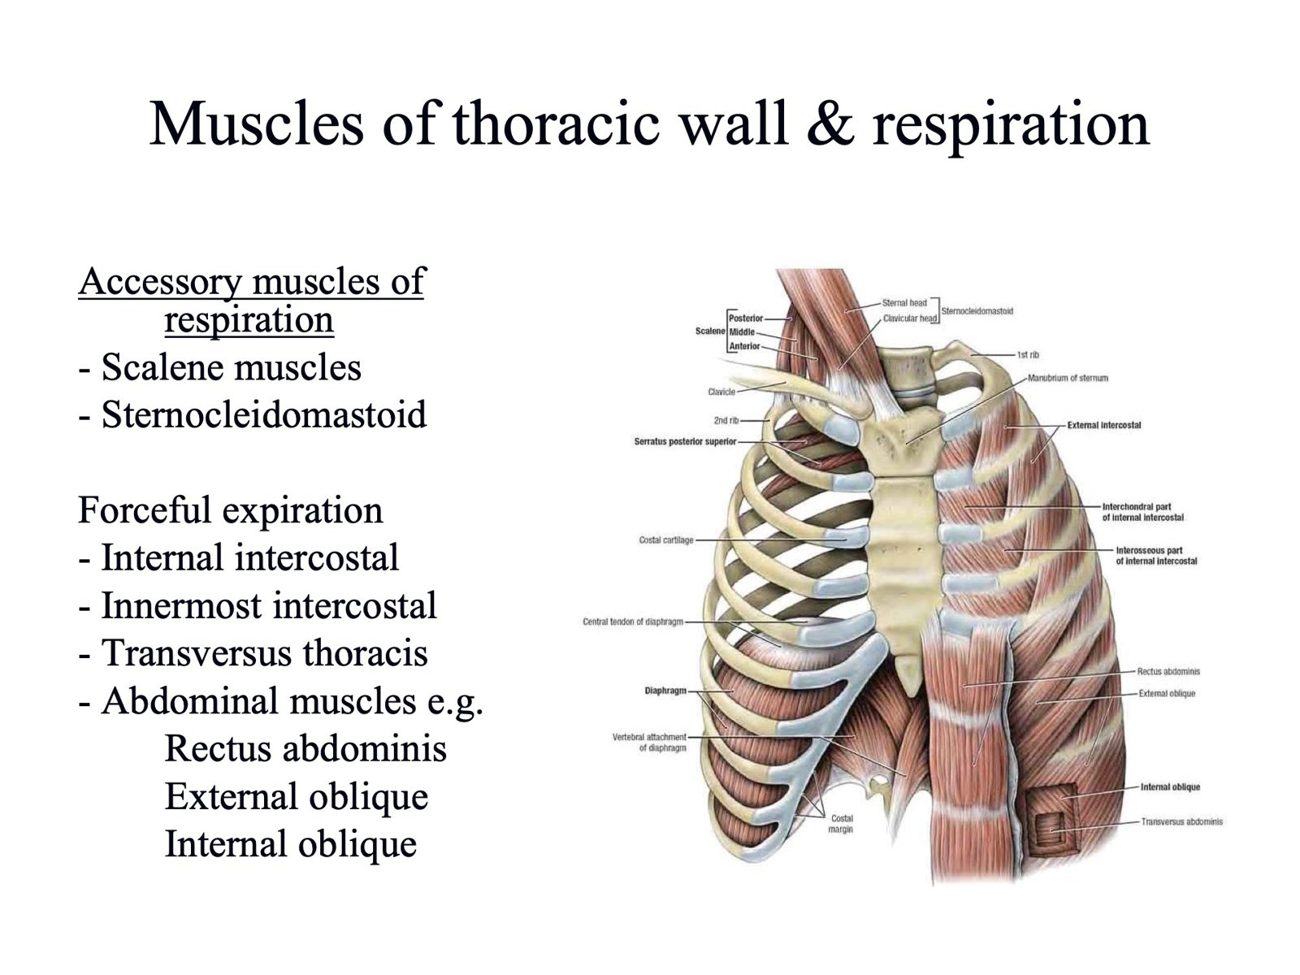 Muscles of thoracic wall & respiration
Accessory muscles of
respiration
- Scalene muscles
- Sternocleidomastoid
Forceful expiration
- Internal intercostal
- Innermost intercostal
- Transversus thoracis
- Abdominal muscles e.g.
Rectus abdominis
External oblique
Internal oblique
Scalene
Posterior
Middle
Anterior
Clavicle
2nd rib
Serratus posterior superior
Costal cartilage
Central tendon of diaphragm
Diaphragm
Vertebral attachment
of diaphragm
Costal
margin
Sternal head
Clavicular head
Sternocleidomastoid
1st rib
Manubrium of sternum
External intercostal
Interchondral part
of internal intercostal
Interosseous part
of internal intercostal
Rectus abdominis
External oblique
Internal oblique
Transversus abdominis